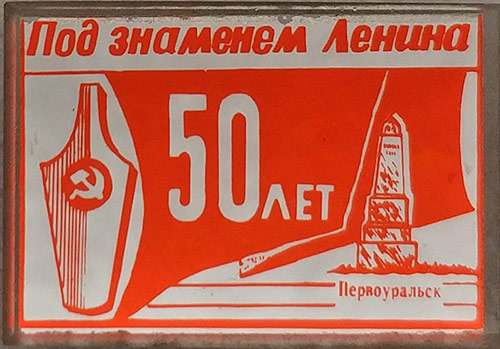 Под знаменем Ленина
50 ЛЕТ
Первоуральск